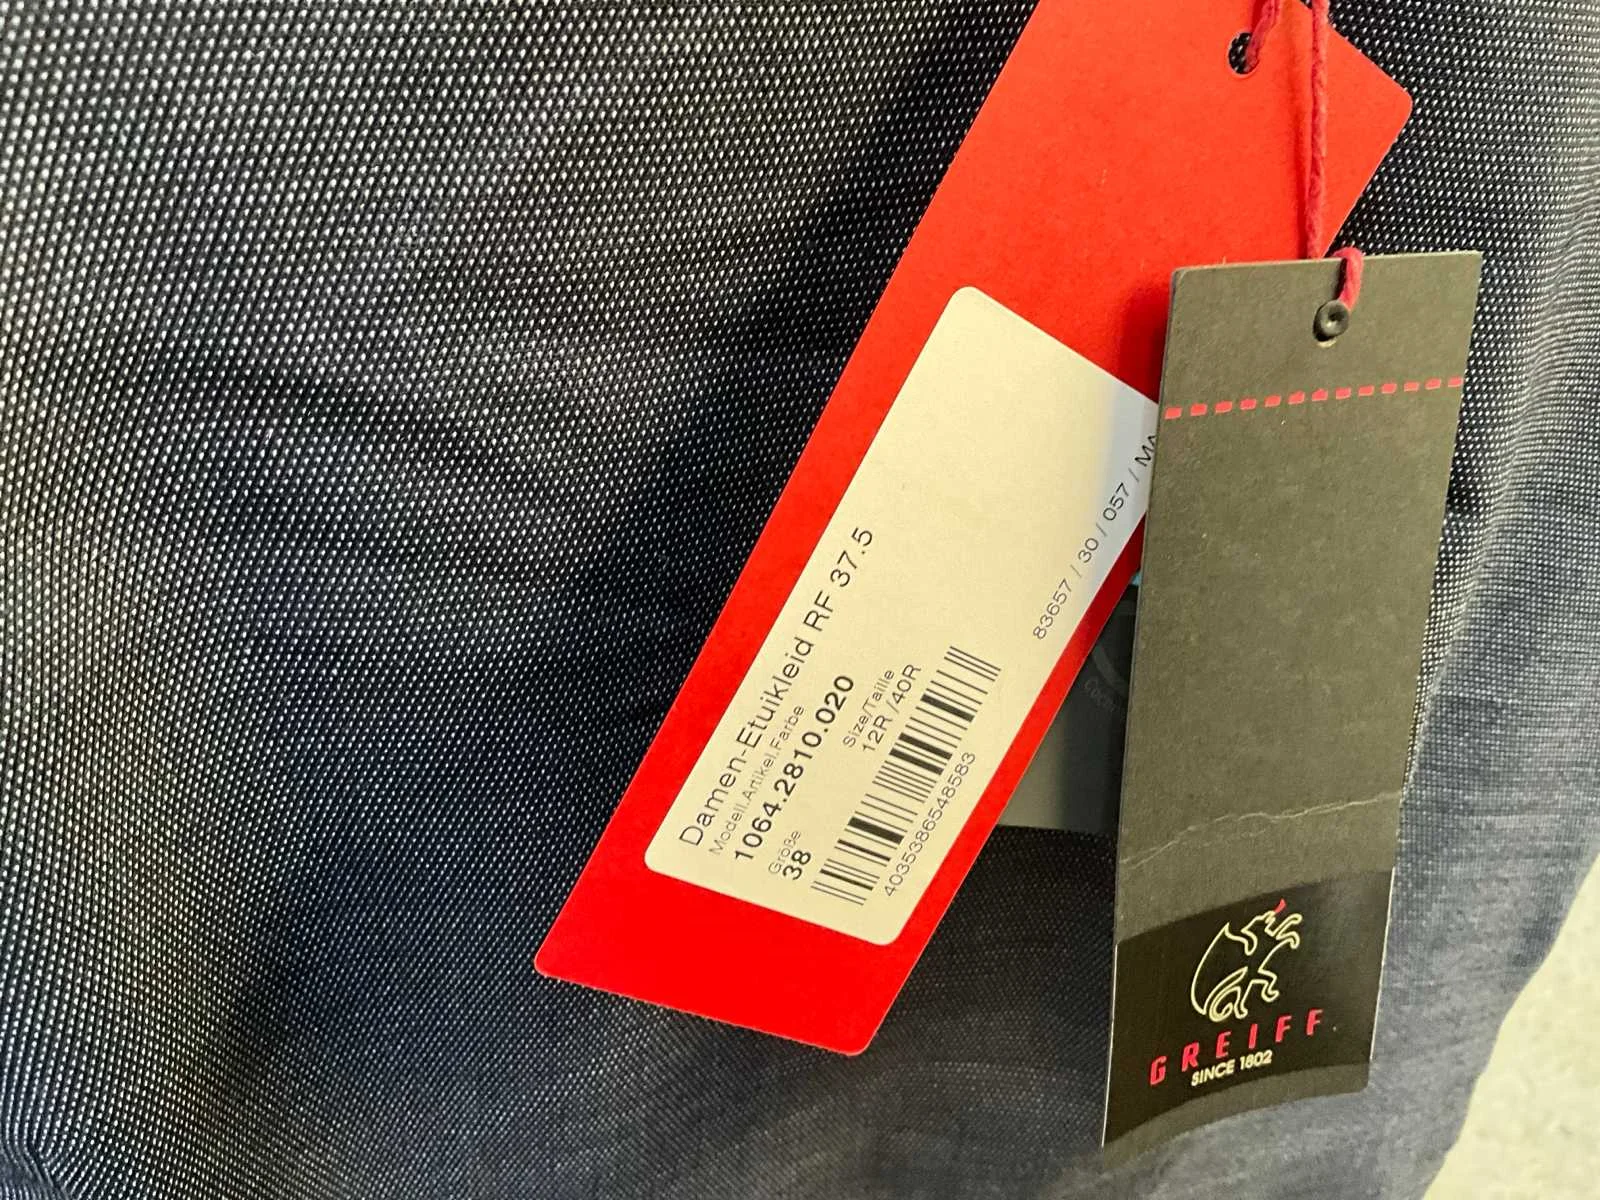 Damen-Etuikleid RF 37.5
Modell.Artikel.Farbe
1064.2810.020
Größe
38
Size/Taille
12R /40R
4035386548583
83657 / 30 / 057 /
GREIFF
SINCE 1802